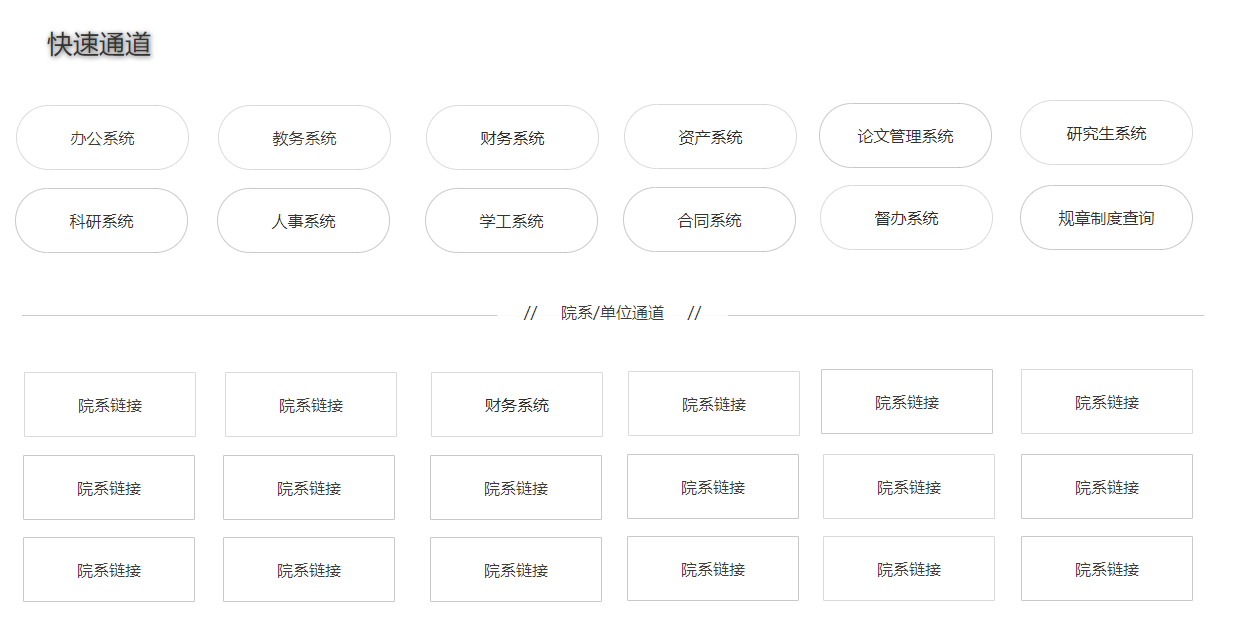 快速通道
办公系统 教务系统 财务系统 资产系统 论文管理系统 研究生系统
科研系统 人事系统 学工系统 合同系统 督办系统 规章制度查询
// 院系/单位通道 //
院系链接 院系链接 财务系统 院系链接 院系链接 院系链接
院系链接 院系链接 院系链接 院系链接 院系链接 院系链接
院系链接 院系链接 院系链接 院系链接 院系链接 院系链接